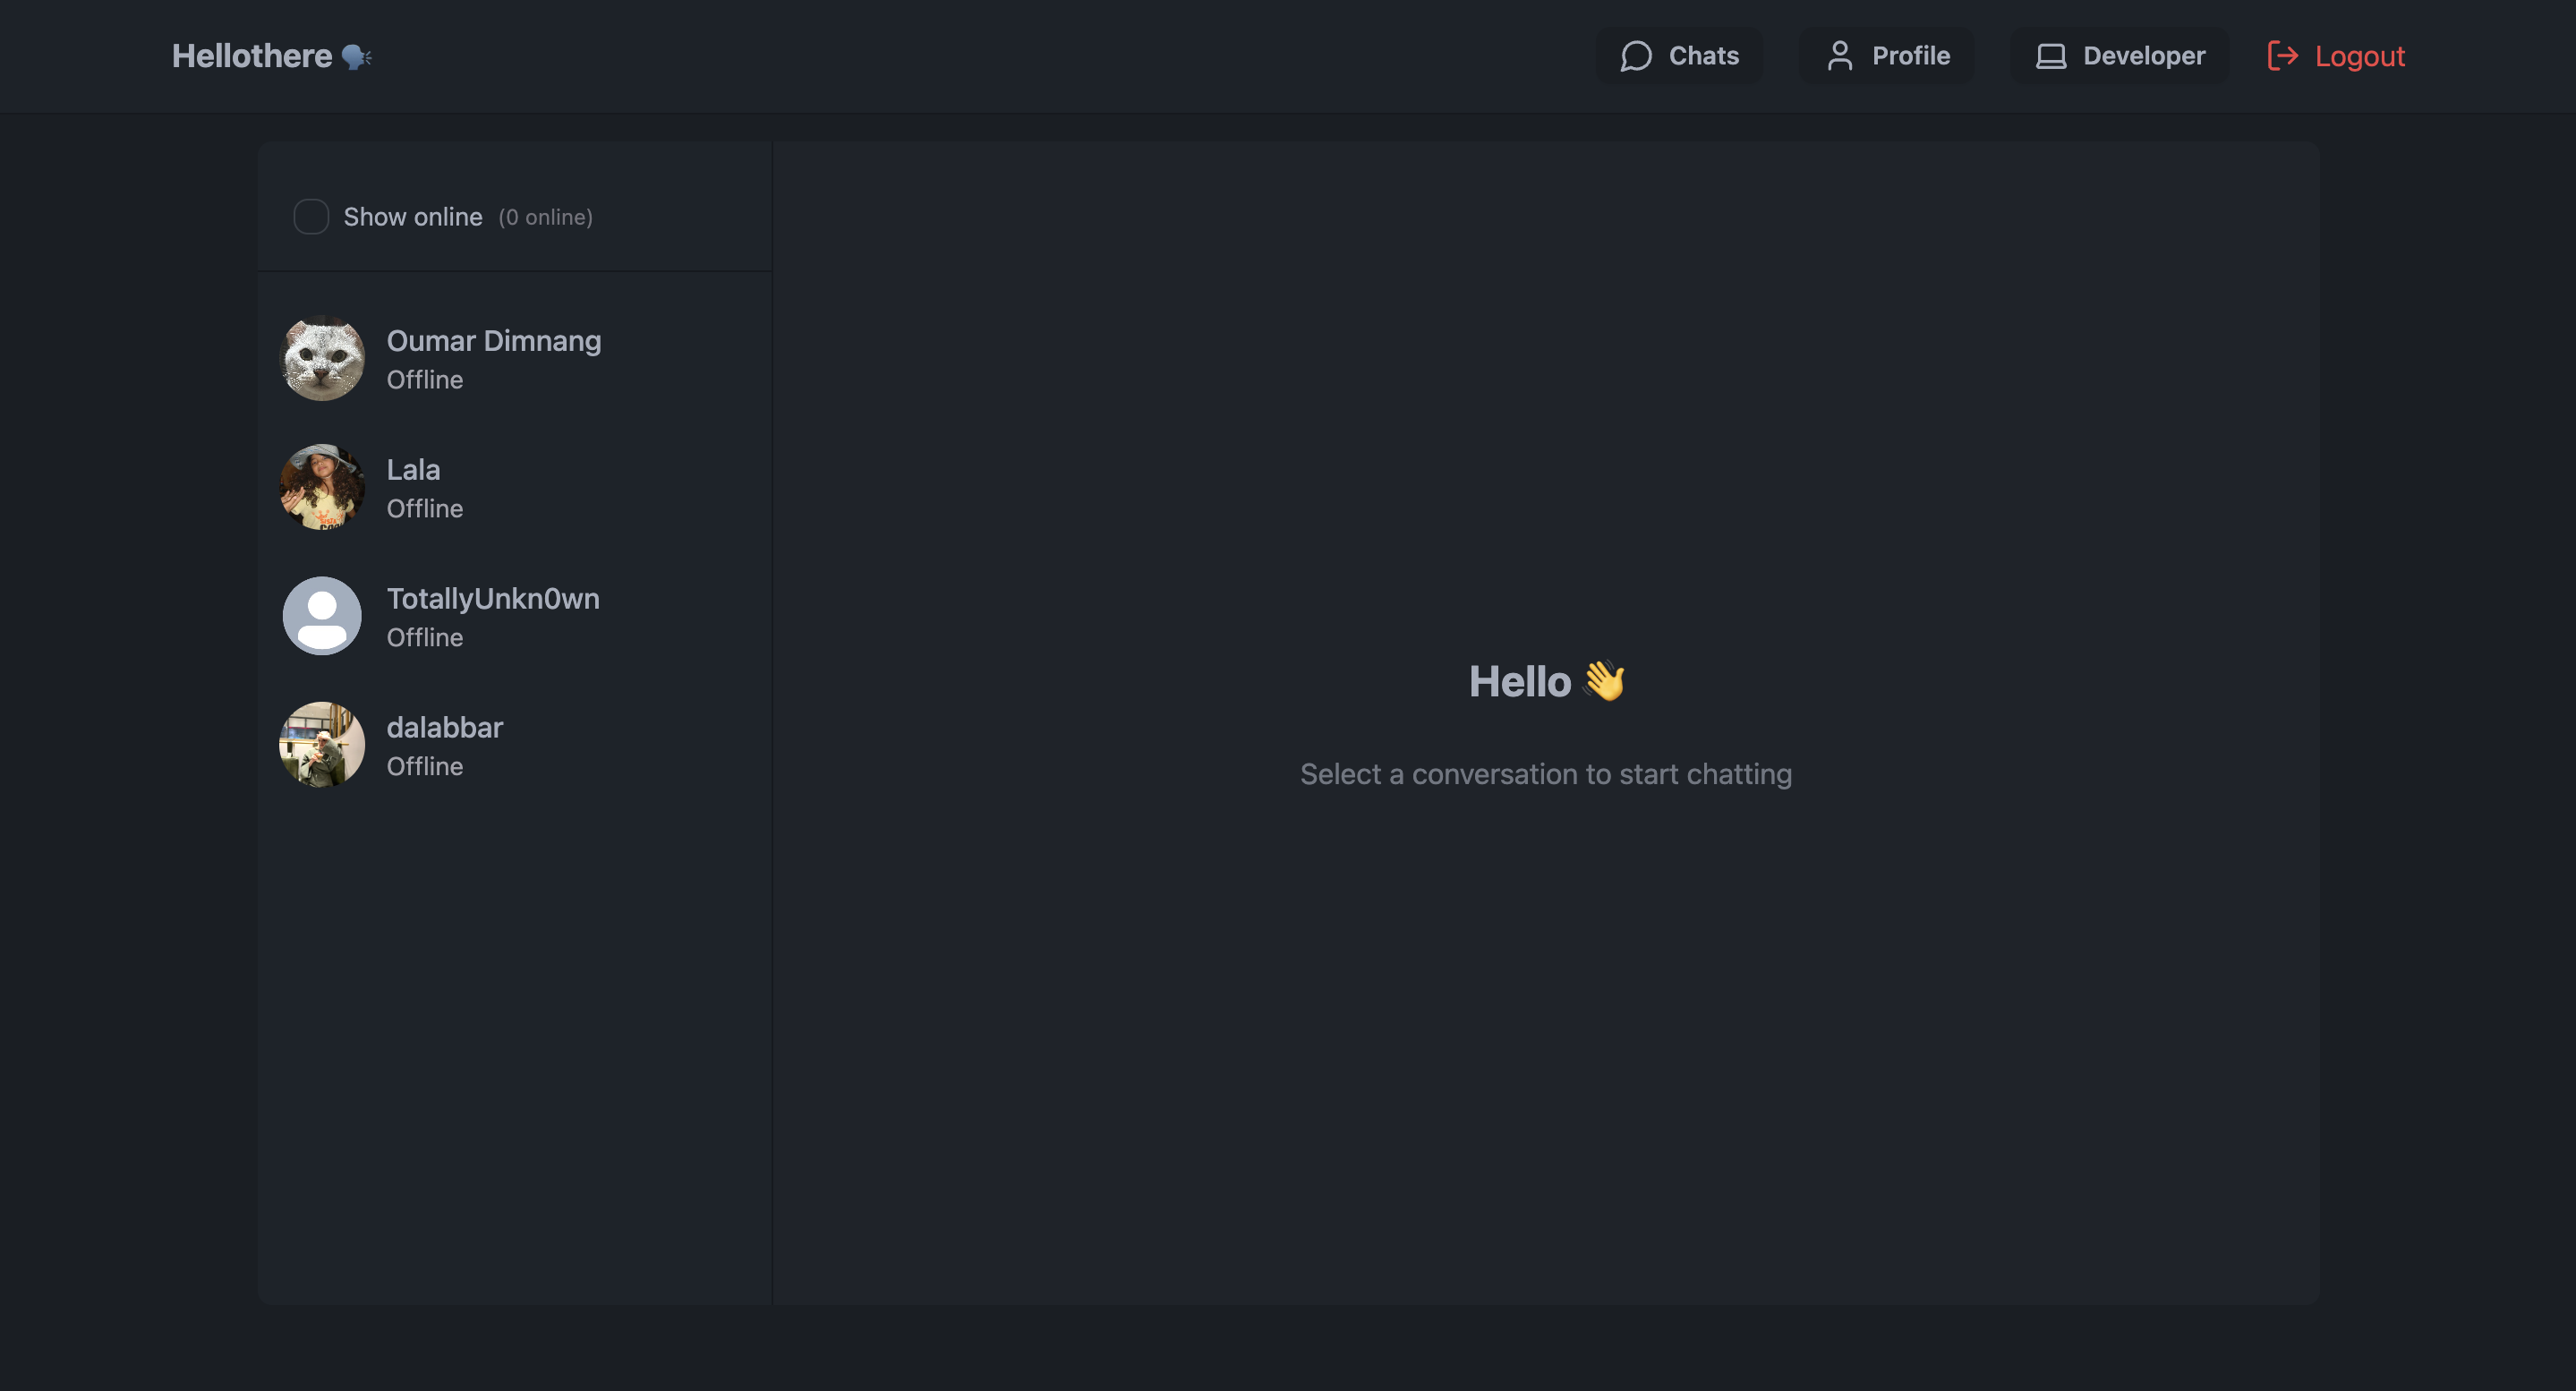 Hellothere 🗣
Chats
Profile
Developer
Logout
Show online (0 online)
Oumar Dimnang
Offline
Lala
Offline
TotallyUnkn0wn
Offline
dalabbar
Offline
Hello 👋
Select a conversation to start chatting